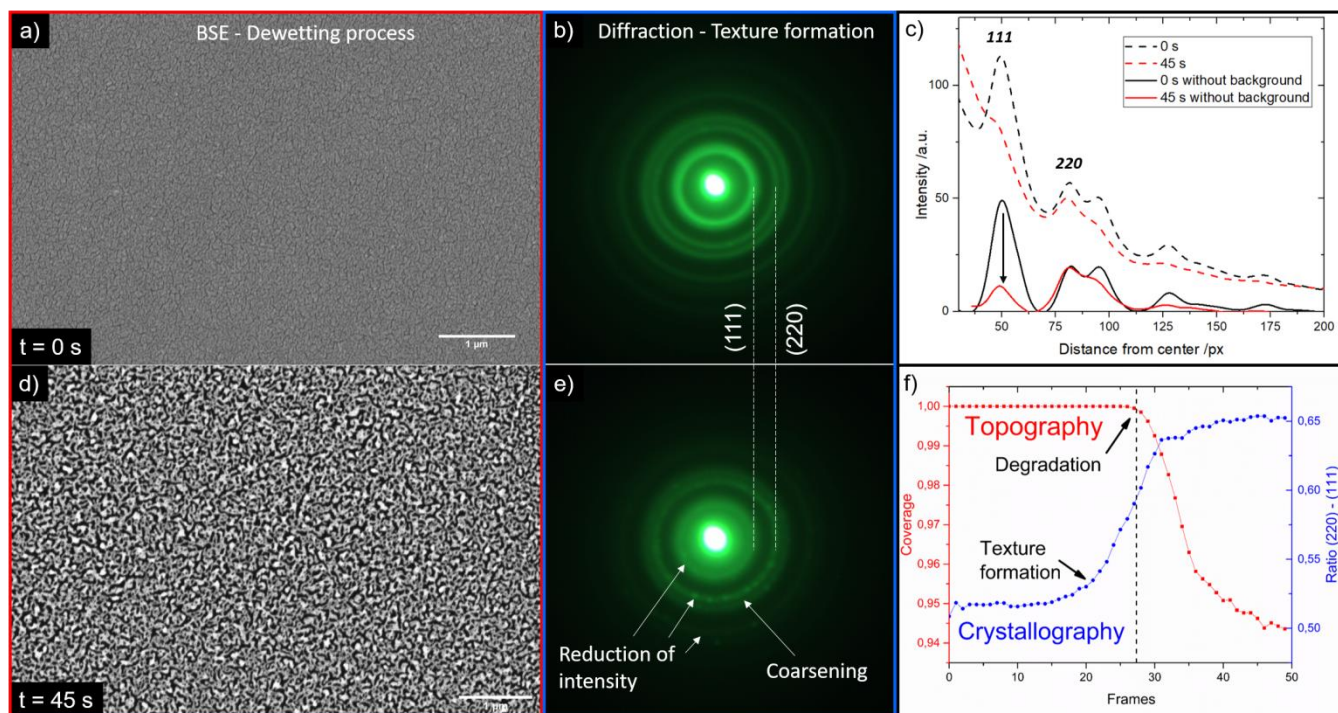 a)
BSE - Dewetting process
1 µm
t = 0 s
b)
Diffraction - Texture formation
(111)
(220)
c)
111
220
0 s
45 s
0 s without background
45 s without background
100
50
0
Intensity /a.u.
50
75
100
125
150
175
200
Distance from center /px
d)
t = 45 s
1 µm
e)
Reduction of
intensity
Coarsening
f)
1,00
0,99
0,98
0,97
0,96
0,95
0,94
Coverage
Topography
Degradation
Texture
formation
Crystallography
0,65
0,60
0,55
0,50
Ratio (220) - (111)
0
10
20
30
40
50
Frames